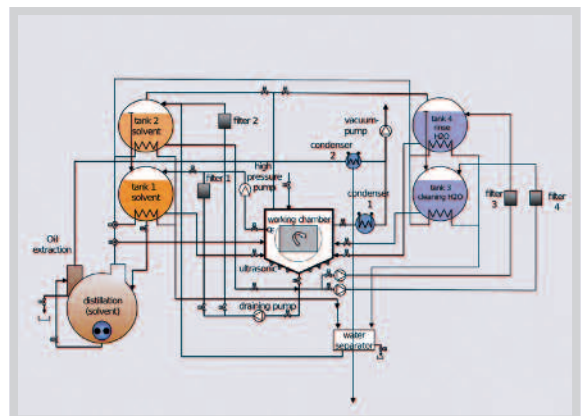 tank 2
solvent
filter 2
vacuum-
pump
tank 4
rinse
H2O
condenser
2
high
pressure
pump
filter 1
tank 1
solvent
tank 3
cleaning H2O
filter
3
filter
4
condenser
1
working chamber
Oil
extraction
ultrasonic
distillation
(solvent)
draining pump
water
separator